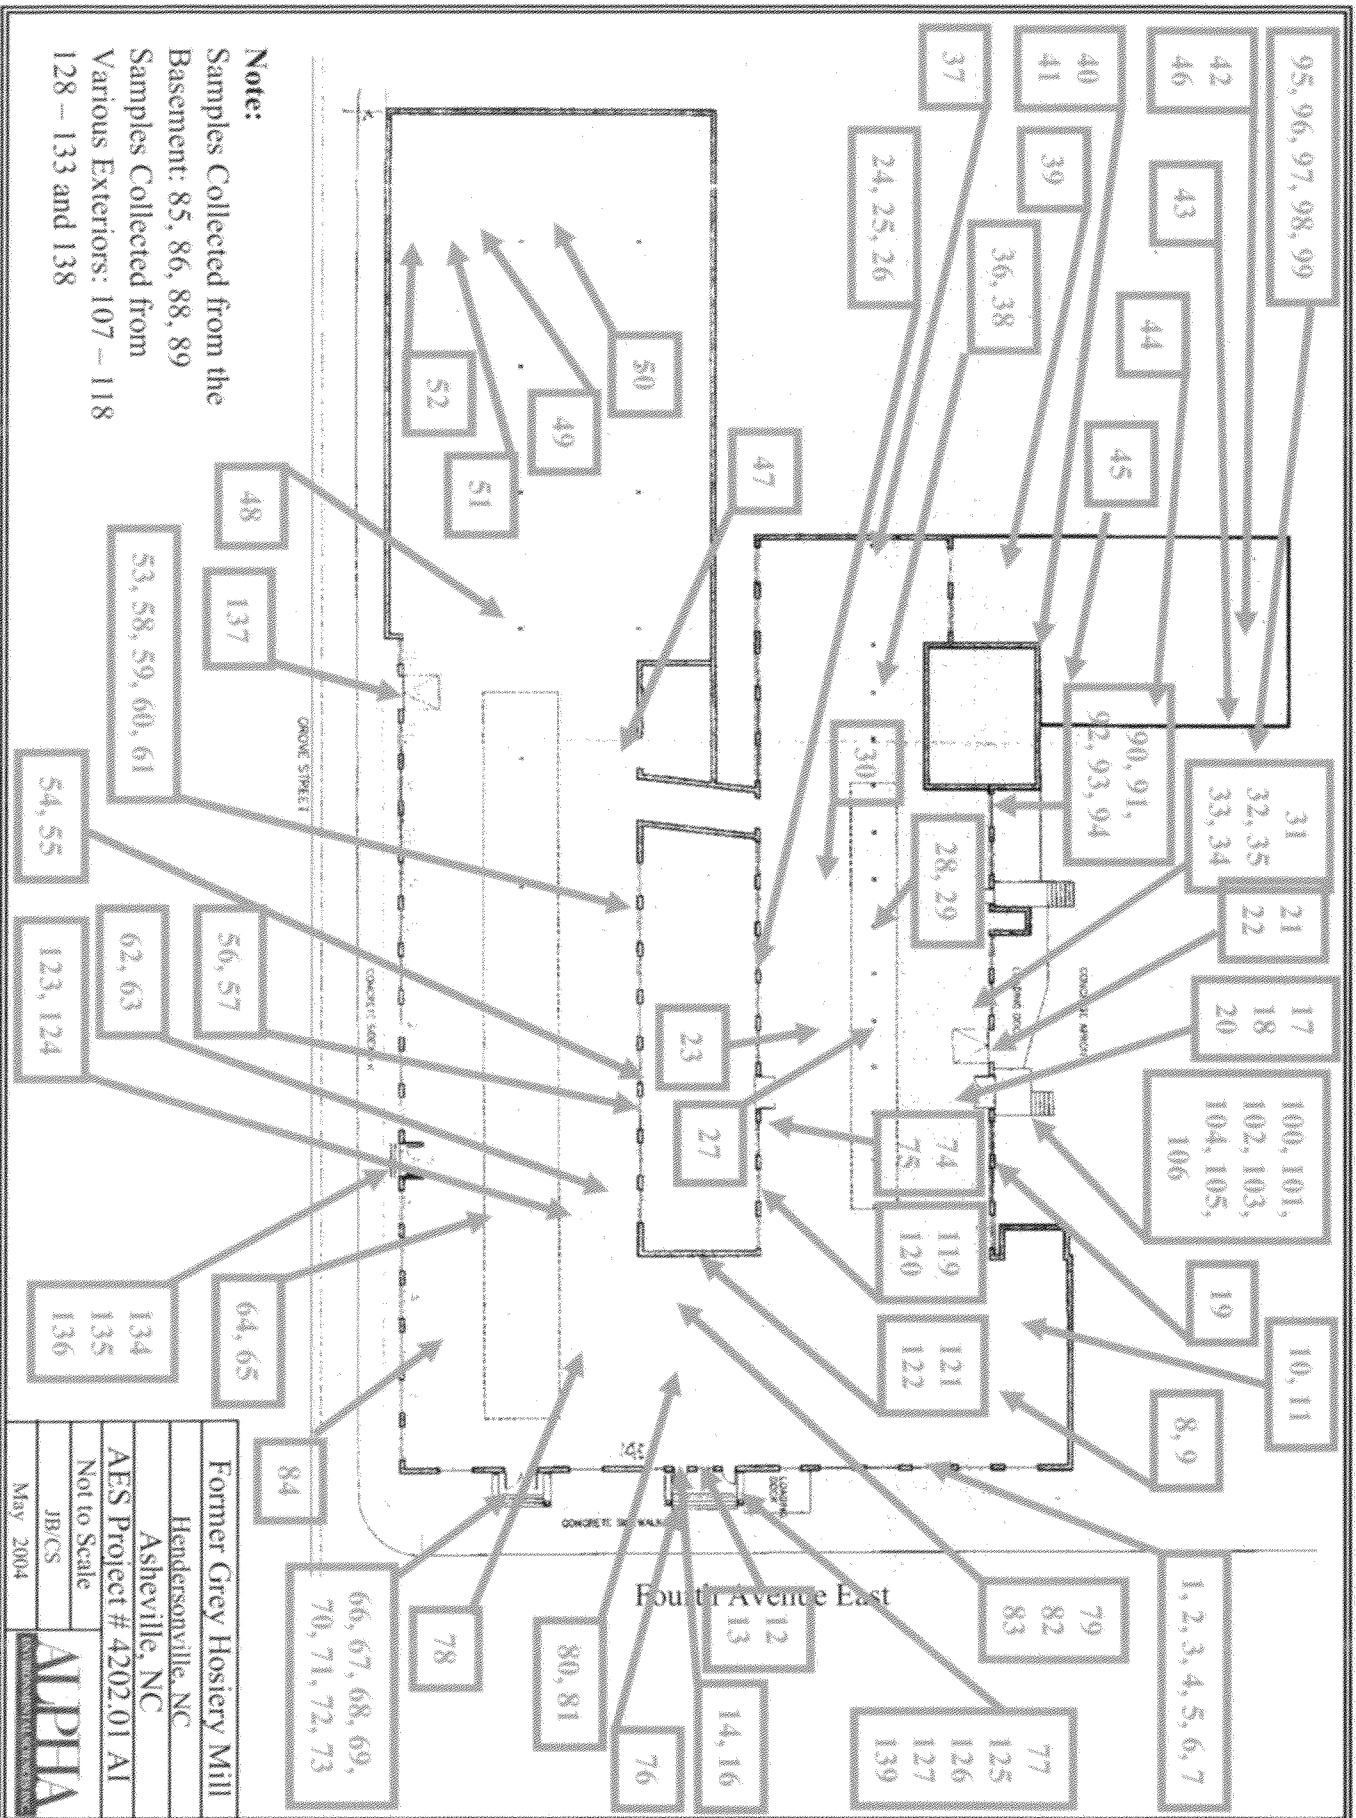 95, 96, 97, 98, 99
42
46
43
44
45
40
41
39
37
36, 38
24, 25, 26
90, 91,
92, 93, 94
31
32, 35
33, 34
21
22
17
18
20
100, 101,
102, 103,
104, 105,
106
19
10, 11
8, 9
1, 2, 3, 4, 5, 6, 7
30
28, 29
23
27
74
75
119
120
121
122
79
82
83
77
125
126
127
139
12
13
14, 16
76
80, 81
78
66, 67, 68, 69,
70, 71, 72, 73
84
47
50
49
51
52
48
137
53, 58, 59, 60, 61
54, 55
56, 57
62, 63
123, 124
64, 65
134
135
136
CONCRETE APRON
LOADING DOCK
LOADING
DOCK
CONCRETE SIDEWALK
CONCRETE SIDEWALK
GROVE STREET
Fourth Avenue East
Note:
Samples Collected from the
Basement: 85, 86, 88, 89
Samples Collected from
Various Exteriors: 107 – 118
128 – 133 and 138
Former Grey Hosiery Mill
Hendersonville, NC
Asheville, NC
AES Project # 4202.01 AI
Not to Scale
JB/CS
May 2004
ALPHA